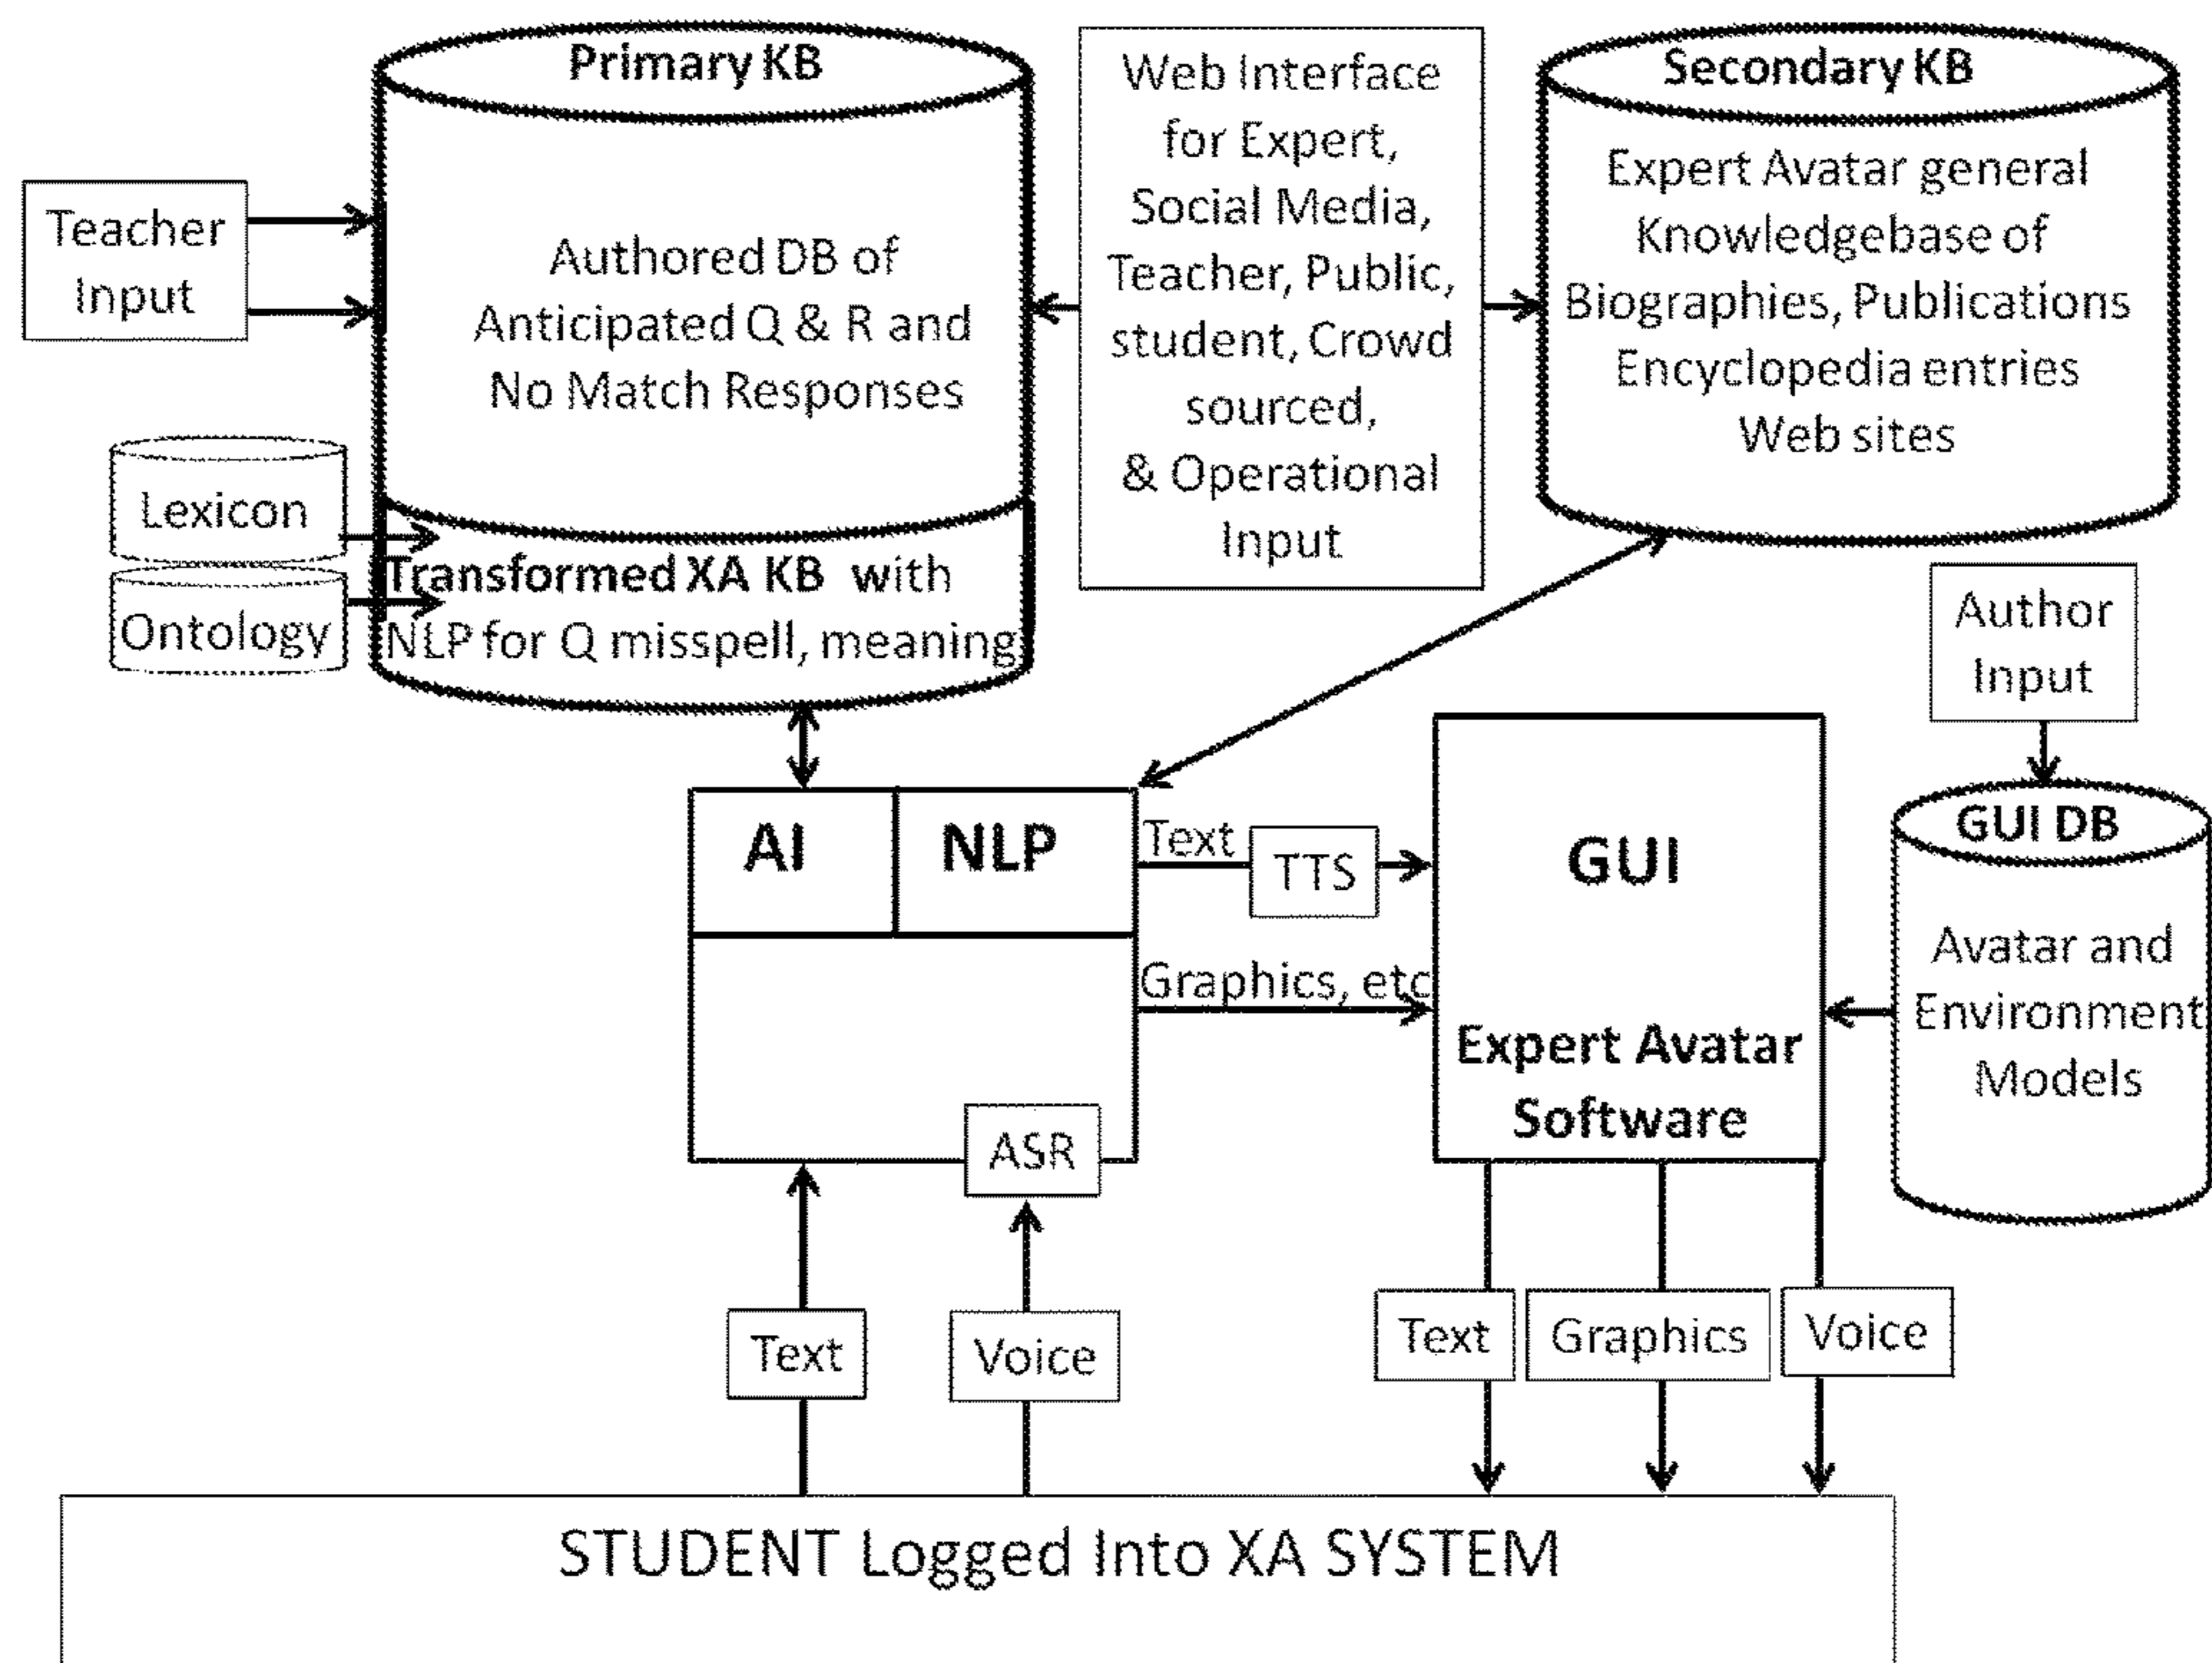 Primary KB
Authored DB of
Anticipated Q & R and
No Match Responses
Teacher
Input
Lexicon
Ontology
Transformed XA KB with
NLP for Q misspell, meaning
Web Interface
for Expert,
Social Media,
Teacher, Public,
student, Crowd
sourced,
& Operational
Input
Secondary KB
Expert Avatar general
Knowledgebase of
Biographies, Publications
Encyclopedia entries
Web sites
Author
Input
AI
NLP
Text
TTS
Graphics, etc
ASR
GUI
Expert Avatar
Software
GUI DB
Avatar and
Environment
Models
Text
Voice
Text
Graphics
Voice
STUDENT Logged Into XA SYSTEM